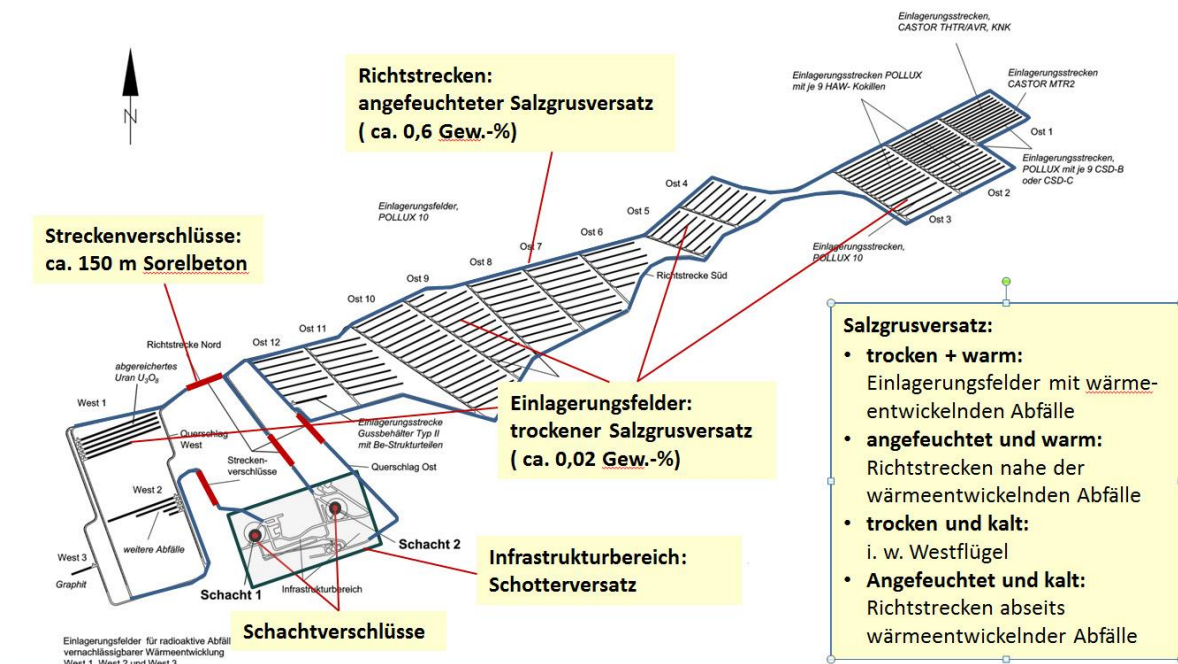 Einlagerungsstrecken,
CASTOR THTR/AVR, KNK
Einlagerungsstrecken POLLUX
mit je 9 HAW- Kokillen
Einlagerungsstrecken
CASTOR MTR2
Ost 1
Einlagerungsstrecken,
POLLUX mit je 9 CSD-B
oder CSD-C
Ost 2
Ost 3
Einlagerungsstrecken,
POLLUX 10
N
Richtstrecken:
angefeuchteter Salzgrusversatz
( ca. 0,6 Gew.-%)
Ost 4
Ost 5
Ost 6
Ost 7
Ost 8
Ost 9
Ost 10
Ost 11
Ost 12
Einlagerungsfelder,
POLLUX 10
Richtstrecke Süd
Streckenverschlüsse:
ca. 150 m Sorelbeton
Richtstrecke Nord
abgereichertes
Uran U3O8
West 1
Querschlag
West
Strecken-
verschlüsse
West 2
weitere Abfälle
West 3
Graphit
Einlagerungsfelder:
trockener Salzgrusversatz
( ca. 0,02 Gew.-%)
Einlagerungsstrecke
Gussbehälter Typ II
mit Be-Strukturteilen
Querschlag Ost
Schacht 2
Schacht 1
Infrastrukturbereich
Infrastrukturbereich:
Schotterversatz
Schachtverschlüsse
Einlagerungsfelder für radioaktive Abfäll
vernachlässigbarer Wärmeentwicklung
West 1, West 2 und West 3
Salzgrusversatz:
• trocken + warm:
Einlagerungsfelder mit wärme-
entwickelnden Abfälle
• angefeuchtet und warm:
Richtstrecken nahe der
wärmeentwickelnden Abfälle
• trocken und kalt:
i. w. Westflügel
• Angefeuchtet und kalt:
Richtstrecken abseits
wärmeentwickelnder Abfälle